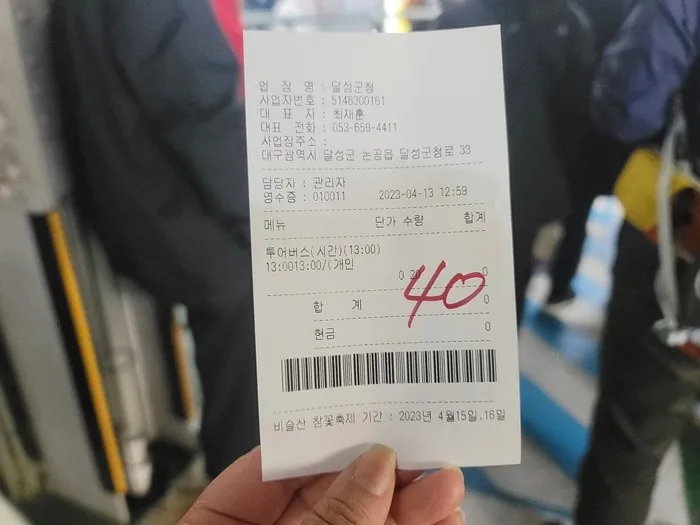 업 장 명 : 달성군청
사업자번호 : 5148300161
대 표 자 : 최재훈
대표 전화 : 053-659-4411
사업장주소 :
대구광역시 달성군 논공읍 달성군청로 33
담당자 : 관리자
영수증 : 010011 2023-04-13 12:59
메뉴 단가 수량 합계
투어버스(시간)(13:00)
13:0013:00/(개인
0 0
40
합 계 0
현금 0
비슬산 참꽃축제 기간 : 2023년 4월15일.16일